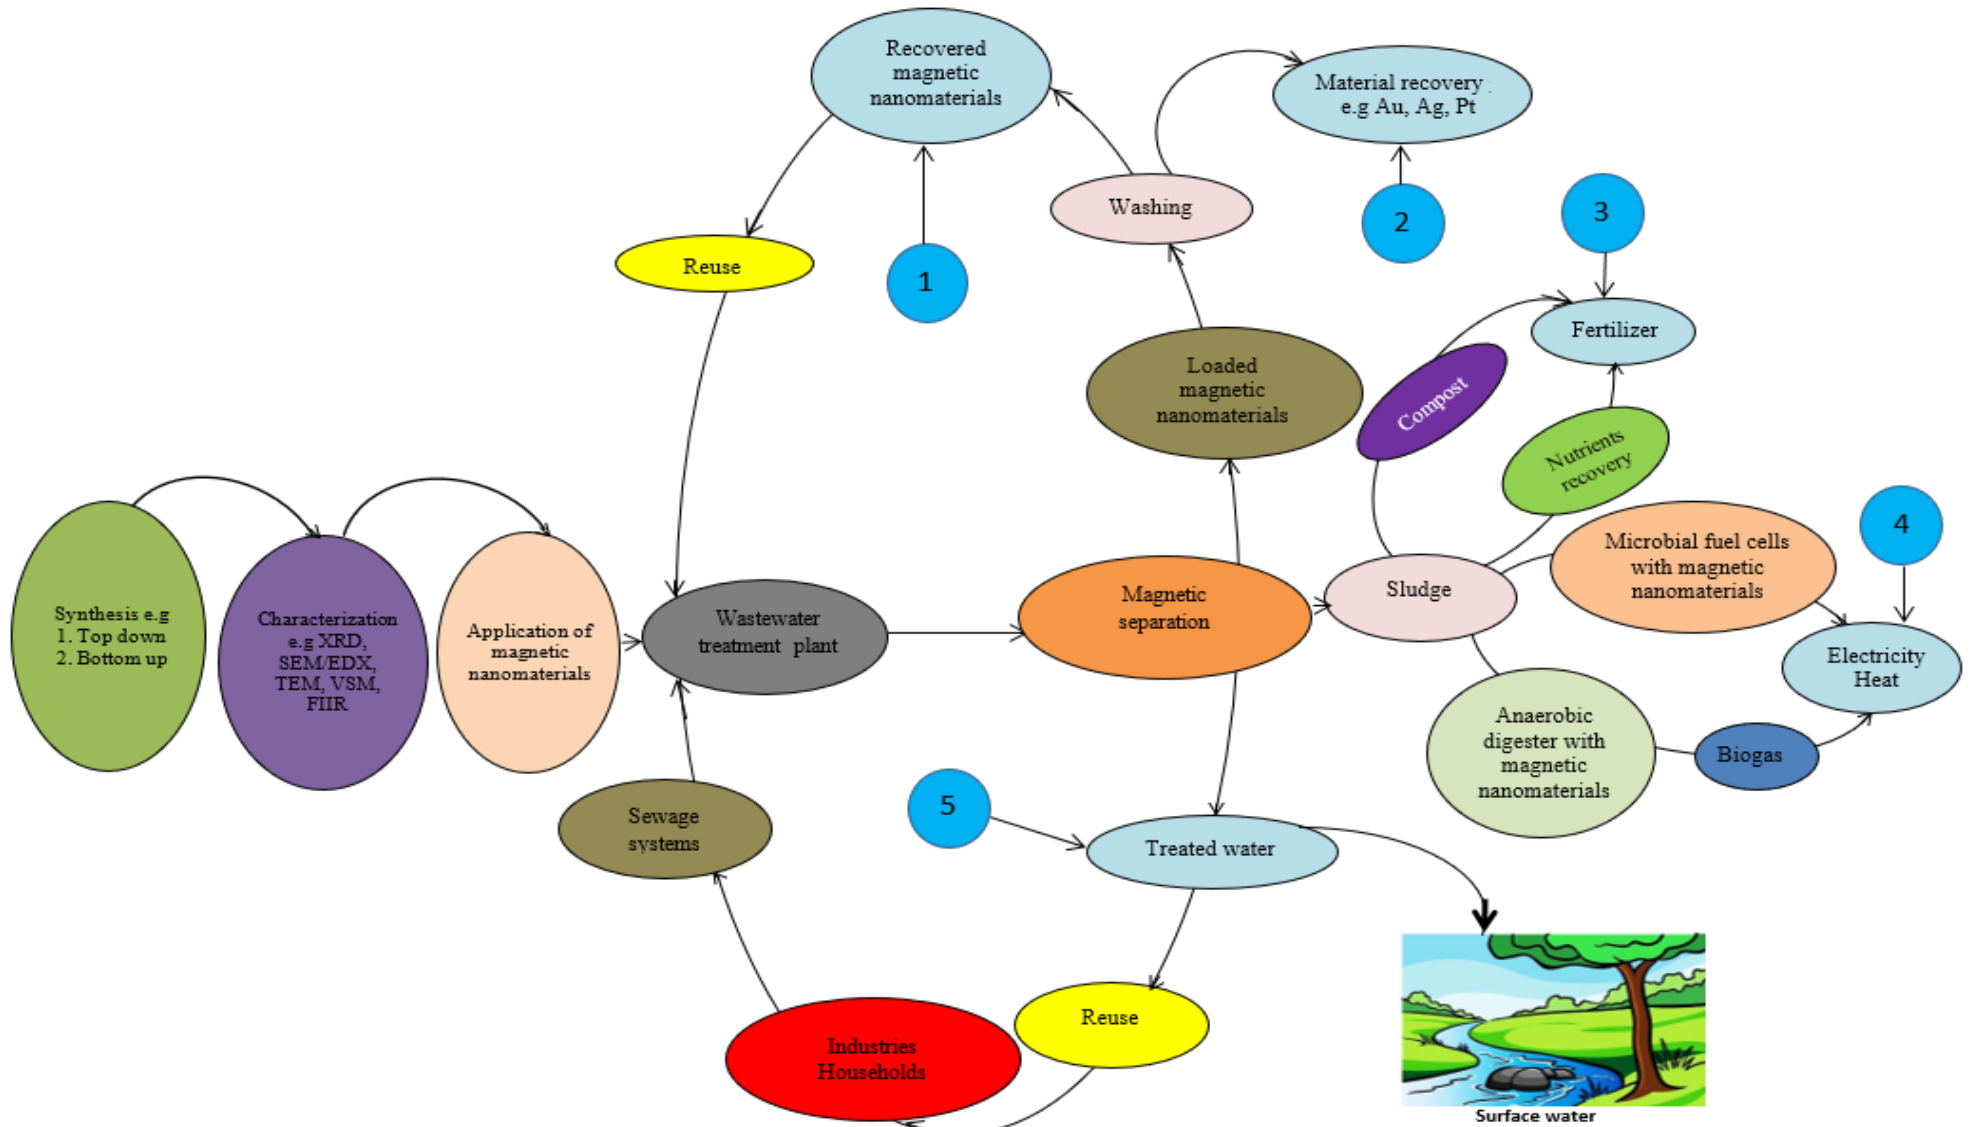 Recovered
magnetic
nanomaterials
Material recovery :
e.g Au, Ag, Pt
Washing
1
2
3
Reuse
Fertilizer
Loaded
magnetic
nanomaterials
Compost
Nutrients
recovery
Microbial fuel cells
with magnetic
nanomaterials
4
Synthesis e.g
1. Top down
2. Bottom up
Characterization
e.g XRD,
SEM/EDX,
TEM, VSM,
FIIR
Application of
magnetic
nanomaterials
Wastewater
treatment plant
Magnetic
separation
Sludge
Electricity
Heat
Anaerobic
digester with
magnetic
nanomaterials
Biogas
Sewage
systems
5
Treated water
Reuse
Industries
Households
Surface water